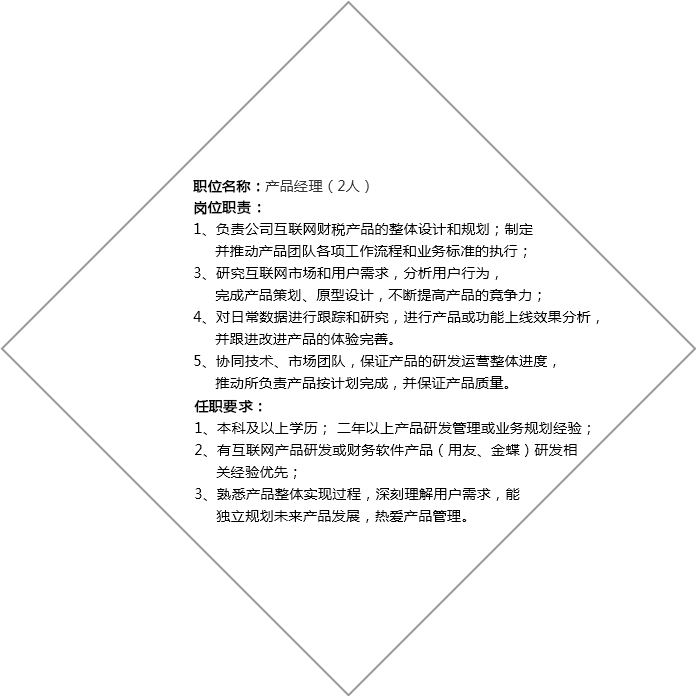 职位名称：产品经理（2人）
岗位职责：
1、负责公司互联网财税产品的整体设计和规划；制定
并推动产品团队各项工作流程和业务标准的执行；
3、研究互联网市场和用户需求，分析用户行为，
完成产品策划、原型设计，不断提高产品的竞争力；
4、对日常数据进行跟踪和研究，进行产品或功能上线效果分析，
并跟进改进产品的体验完善。
5、协同技术、市场团队，保证产品的研发运营整体进度，
推动所负责产品按计划完成，并保证产品质量。
任职要求：
1、本科及以上学历； 二年以上产品研发管理或业务规划经验；
2、有互联网产品研发或财务软件产品（用友、金蝶）研发相
关经验优先；
3、熟悉产品整体实现过程，深刻理解用户需求，能
独立规划未来产品发展，热爱产品管理。